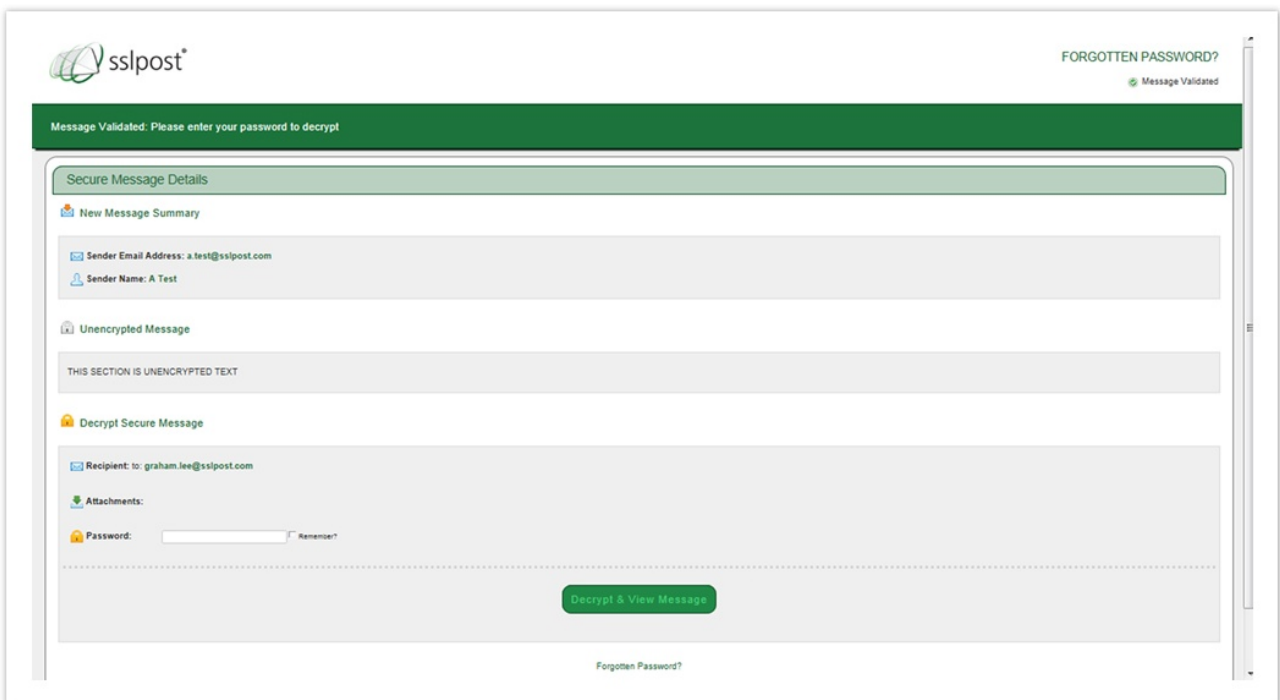 sslpost®
FORGOTTEN PASSWORD?
Message Validated
Message Validated: Please enter your password to decrypt
Secure Message Details
New Message Summary
Sender Email Address: a.test@sslpost.com
Sender Name: A Test
Unencrypted Message
THIS SECTION IS UNENCRYPTED TEXT
Decrypt Secure Message
Recipient: to: graham.lee@sslpost.com
Attachments:
Password: Remember?
Decrypt & View Message
Forgotten Password?